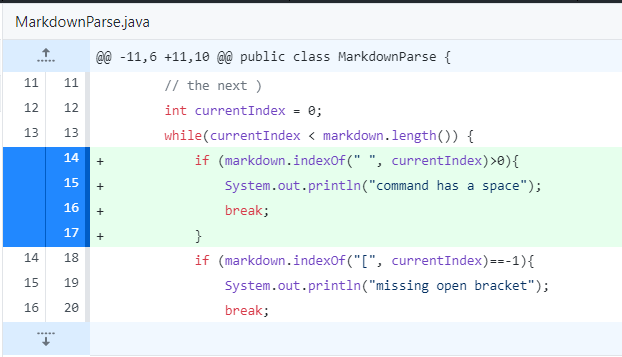 MarkdownParse.java
@@ -11,6 +11,10 @@ public class MarkdownParse {
11 11 // the next )
12 12 int currentIndex = 0;
13 13 while(currentIndex < markdown.length()) {
14 + if (markdown.indexOf(" ", currentIndex)>0){
15 + System.out.println("command has a space");
16 + break;
17 + }
14 18 if (markdown.indexOf("[", currentIndex)==-1){
15 19 System.out.println("missing open bracket");
16 20 break;